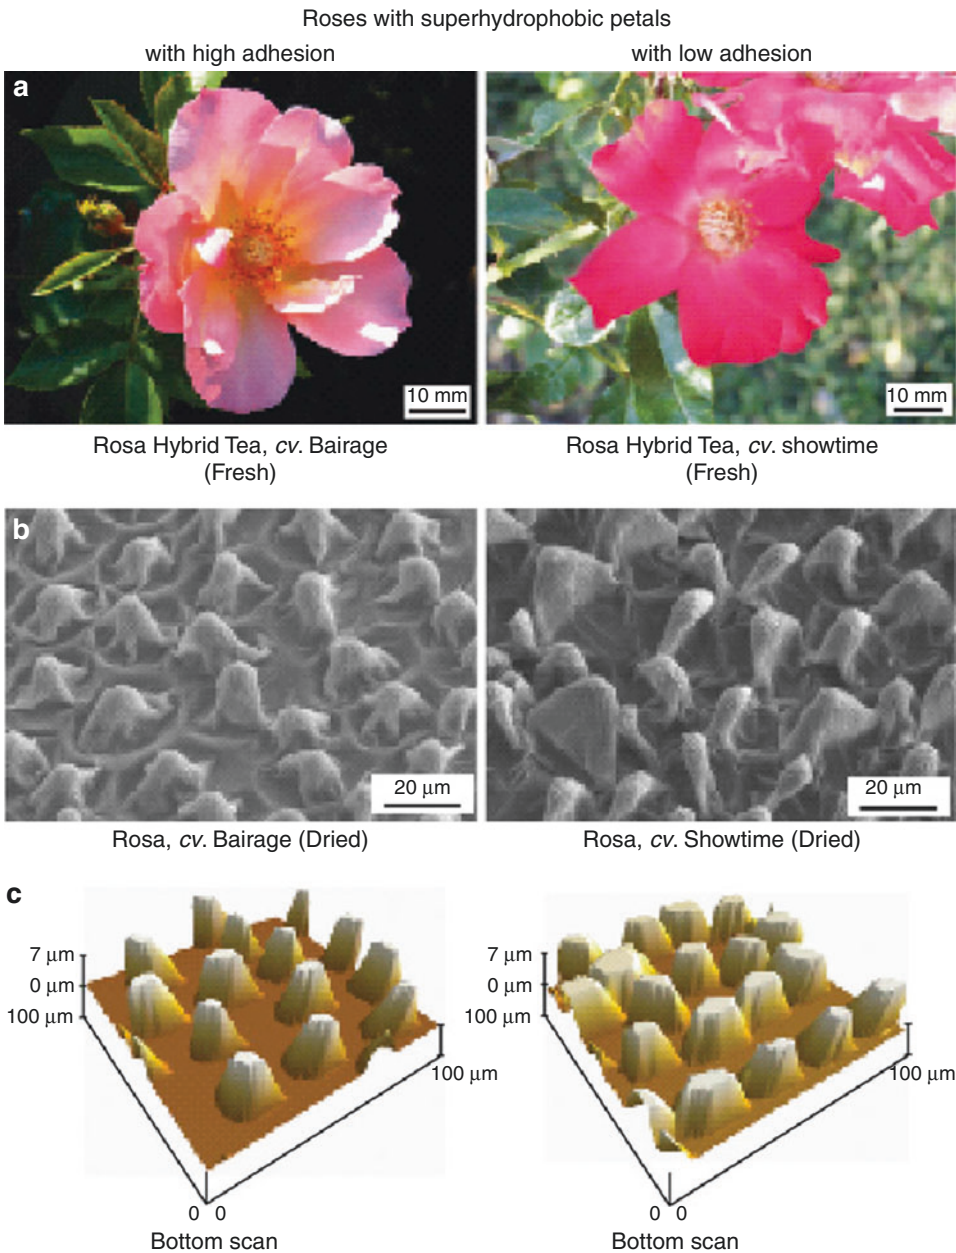 Roses with superhydrophobic petals
with high adhesion
with low adhesion
a
10 mm
10 mm
Rosa Hybrid Tea, cv. Bairage
(Fresh)
Rosa Hybrid Tea, cv. showtime
(Fresh)
b
20 μm
20 μm
Rosa, cv. Bairage (Dried)
Rosa, cv. Showtime (Dried)
c
7 μm
0 μm
100 μm
100 μm
0 0
Bottom scan
7 μm
0 μm
100 μm
100 μm
0 0
Bottom scan